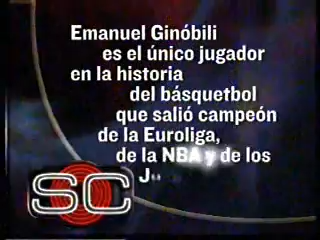 Emanuel Ginóbili
es el único jugador
en la historia
del básquetbol
que salió campeón
de la Euroliga,
de la NBA y de los
SC